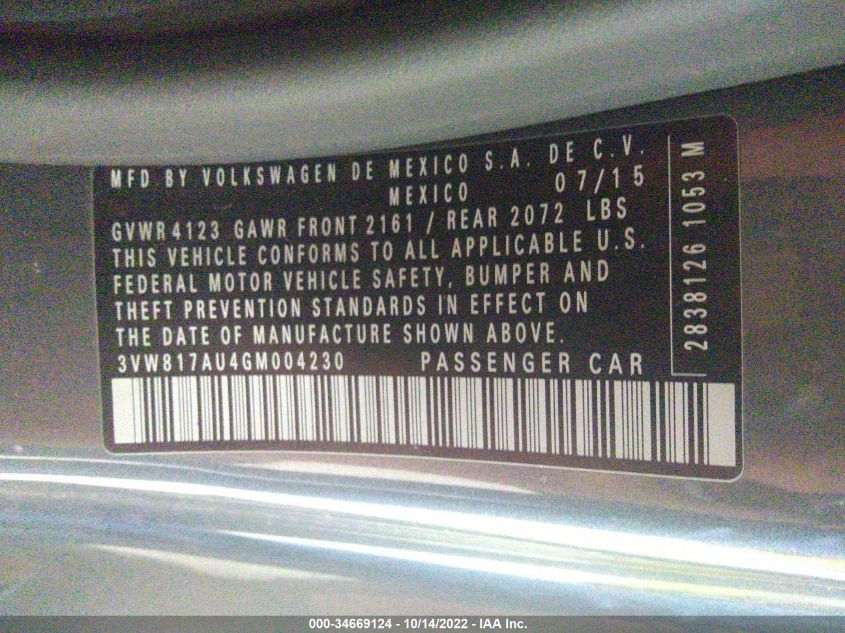 MFD.BY VOLKSWAGEN DE MEXICO S.A. DE C.V.
MEXICO 07/15
GVWR 4123 GAWR FRONT 2161 / REAR 2072 LBS
THIS VEHICLE CONFORMS TO ALL APPLICABLE U.S.
FEDERAL MOTOR VEHICLE SAFETY, BUMPER AND
THEFT PREVENTION STANDARDS IN EFFECT ON
THE DATE OF MANUFACTURE SHOWN ABOVE.
3VW817AU4GM004230 PASSENGER CAR
2838126 1053 M
000-34669124 - 10/14/2022 - IAA Inc.